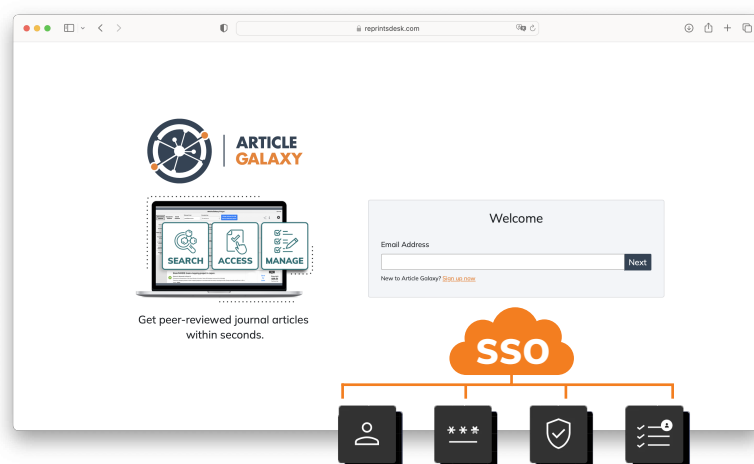 reprintsdesk.com
ARTICLE
GALAXY
SEARCH
ACCESS
MANAGE
Get peer-reviewed journal articles
within seconds.
Welcome
Email Address
Next
New to Article Galaxy? Sign up now
SSO
***